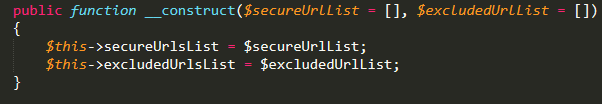 public function __construct($secureUrlList = [], $excludedUrlList = [])
{
    $this->secureUrlsList = $secureUrlList;
    $this->excludedUrlsList = $excludedUrlList;
}